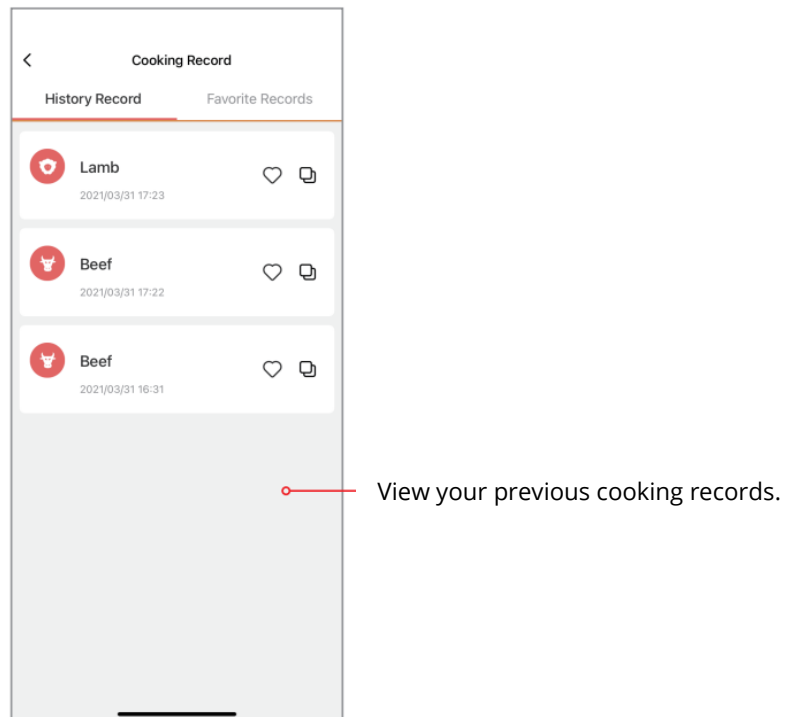 Cooking Record
History Record Favorite Records
Lamb
2021/03/31 17:23
Beef
2021/03/31 17:22
Beef
2021/03/31 16:31
View your previous cooking records.